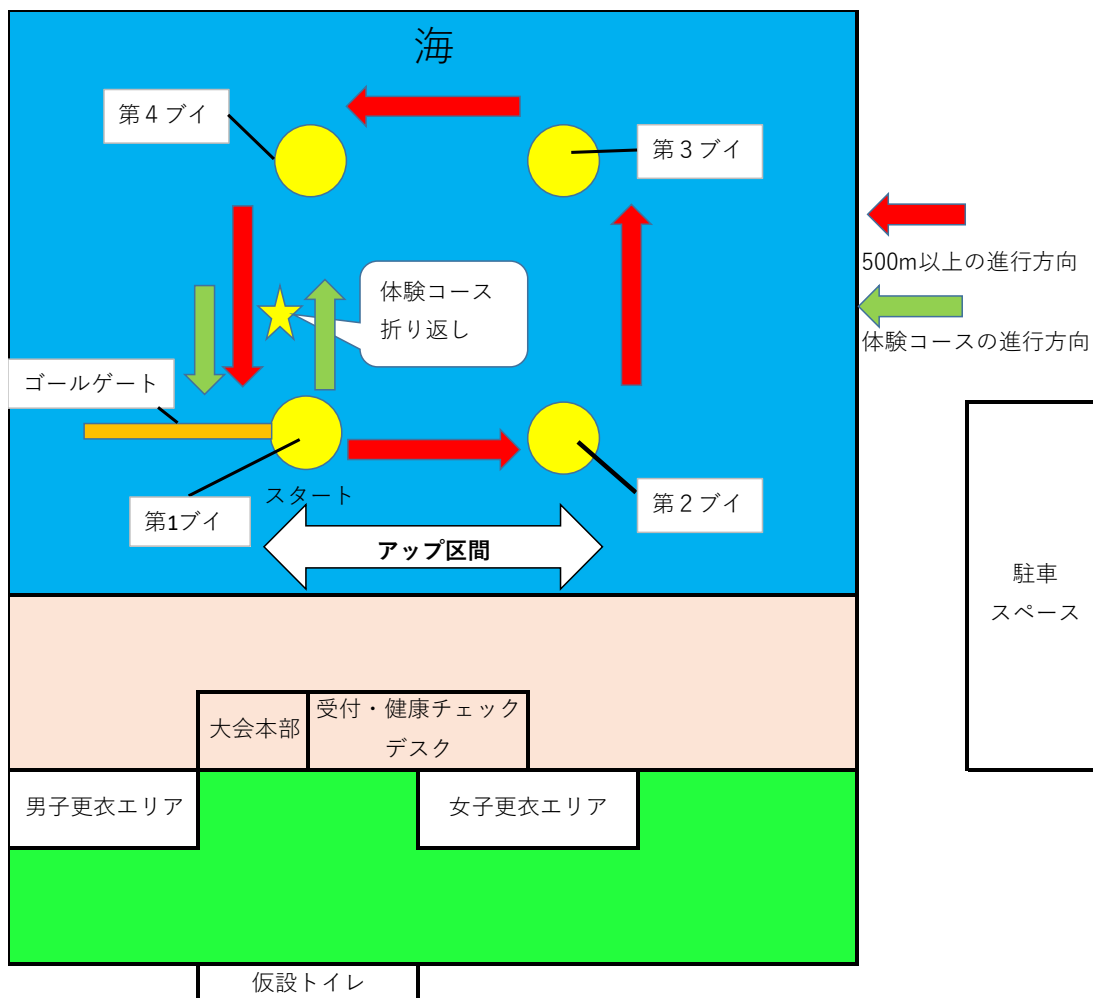 海
第４ブイ
第３ブイ
500m以上の進行方向
体験コース
折り返し
体験コースの進行方向
ゴールゲート
スタート
第1ブイ
第２ブイ
アップ区間
駐車
スペース
大会本部
受付・健康チェック
デスク
男子更衣エリア
女子更衣エリア
仮設トイレ